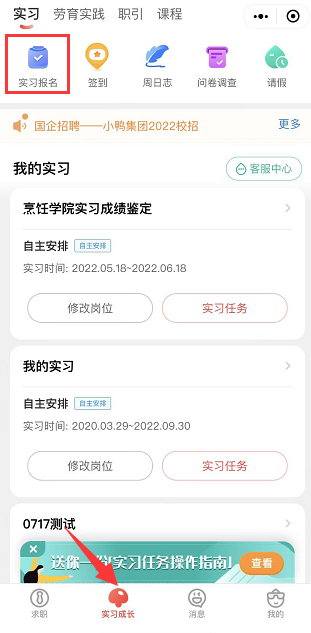 实习 劳育实践 职引 课程
实习报名 签到 周日志 问卷调查 请假
国企招聘——小鸭集团2022校招 更多
我的实习 客服中心
烹饪学院实习成绩鉴定
自主安排 自主安排
实习时间: 2022.05.18~2022.06.18
修改岗位 实习任务
我的实习
自主安排 自主安排
实习时间: 2020.03.29~2022.09.30
修改岗位 实习任务
0717测试
送你一份[实习任务操作指南] 查看
求职 实习成长 消息 我的